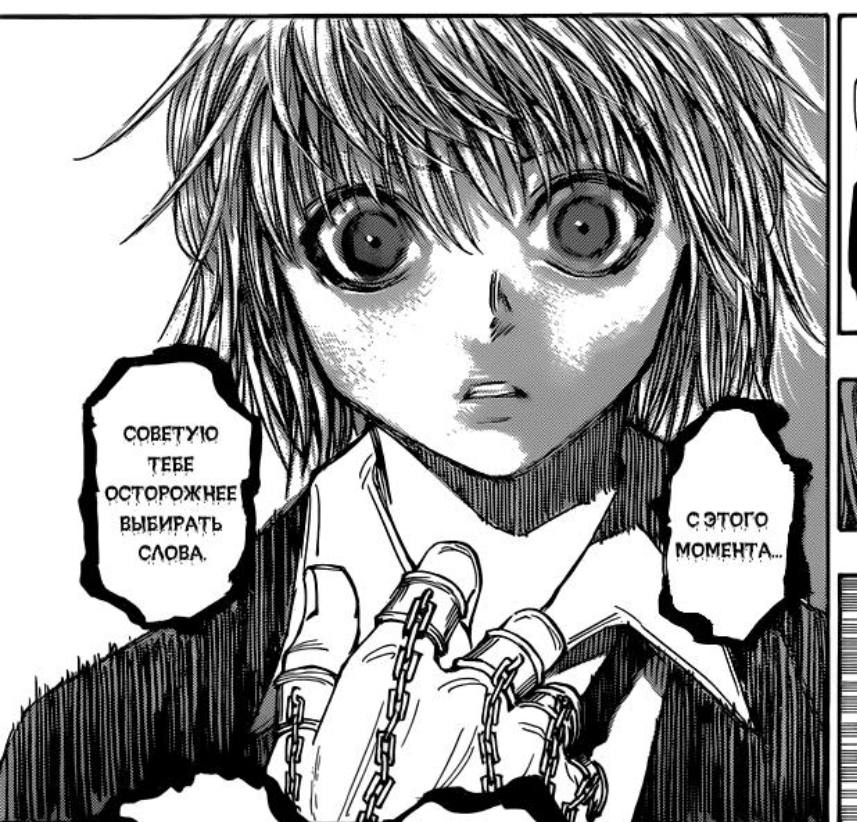 С ЭТОГО
МОМЕНТА...
СОВЕТУЮ
ТЕБЕ
ОСТОРОЖНЕЕ
ВЫБИРАТЬ
СЛОВА.